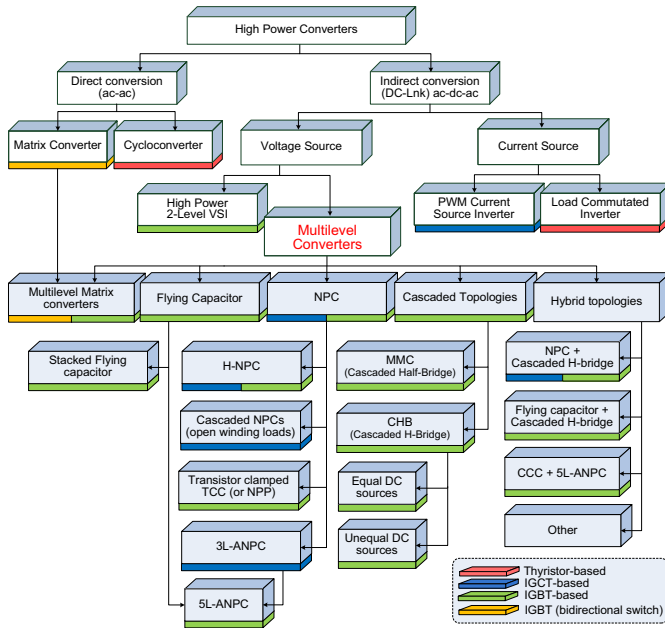 High Power Converters
Direct conversion
(ac-ac)
Indirect conversion
(DC-Lnk) ac-dc-ac
Matrix Converter
Cycloconverter
Voltage Source
Current Source
High Power
2-Level VSI
PWM Current
Source Inverter
Load Commutated
Inverter
Multilevel
Converters
Multilevel Matrix
converters
Flying Capacitor
NPC
Cascaded Topologies
Hybrid topologies
Stacked Flying
capacitor
H-NPC
MMC
(Cascaded Half-Bridge)
NPC +
Cascaded H-bridge
Cascaded NPCs
(open winding loads)
CHB
(Cascaded H-Bridge)
Flying capacitor +
Cascaded H-bridge
Transistor clamped
TCC (or NPP)
Equal DC
sources
CCC + 5L-ANPC
3L-ANPC
Unequal DC
sources
Other
5L-ANPC
Thyristor-based
IGCT-based
IGBT-based
IGBT (bidirectional switch)